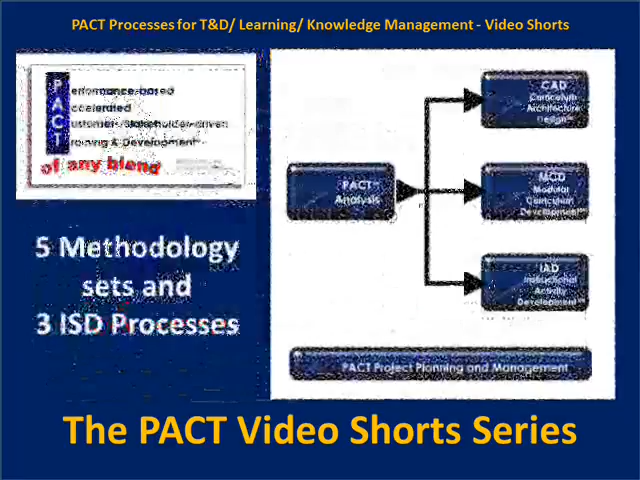 PACT Processes for T&D/ Learning/ Knowledge Management - Video Shorts
Performance-based
Accelerated
Customer-/Stakeholder-driven
Training & Development
of any blend
5 Methodology
sets and
3 ISD Processes
PACT
Analysis
CAD
Curriculum
Architecture
Design
MCD
Modular
Curriculum
Development
IAD
Instructional
Activity
Development
PACT Project Planning and Management
The PACT Video Shorts Series